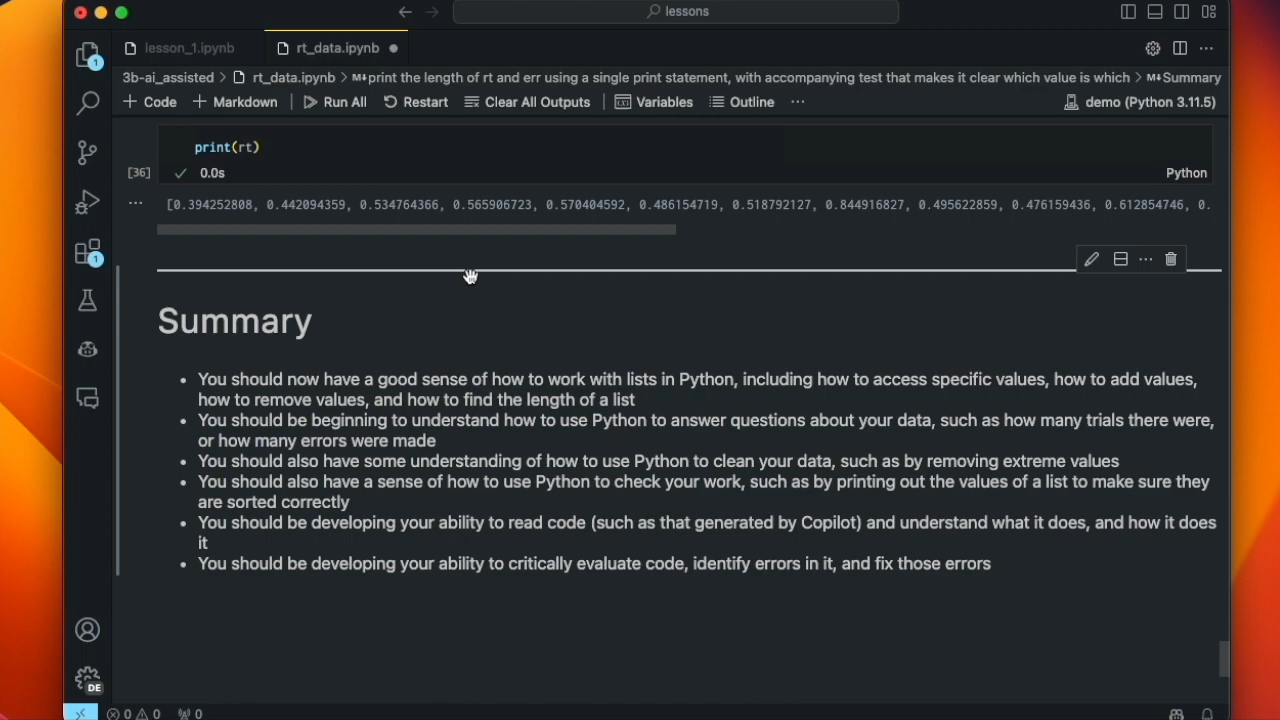 lessons
lesson_1.ipynb
rt_data.ipynb
3b-ai_assisted > rt_data.ipynb > M↓print the length of rt and err using a single print statement, with accompanying test that makes it clear which value is which > M↓Summary
+ Code + Markdown Run All Restart Clear All Outputs Variables Outline ··· demo (Python 3.11.5)
print(rt)
[36] ✓ 0.0s Python
[0.394252808, 0.442094359, 0.534764366, 0.565906723, 0.570404592, 0.486154719, 0.518792127, 0.844916827, 0.495622859, 0.476159436, 0.612854746, 0.
Summary
• You should now have a good sense of how to work with lists in Python, including how to access specific values, how to add values,
how to remove values, and how to find the length of a list
• You should be beginning to understand how to use Python to answer questions about your data, such as how many trials there were,
or how many errors were made
• You should also have some understanding of how to use Python to clean your data, such as by removing extreme values
• You should also have a sense of how to use Python to check your work, such as by printing out the values of a list to make sure they
are sorted correctly
• You should be developing your ability to read code (such as that generated by Copilot) and understand what it does, and how it does
it
• You should be developing your ability to critically evaluate code, identify errors in it, and fix those errors
1
1
DE
0 0 0